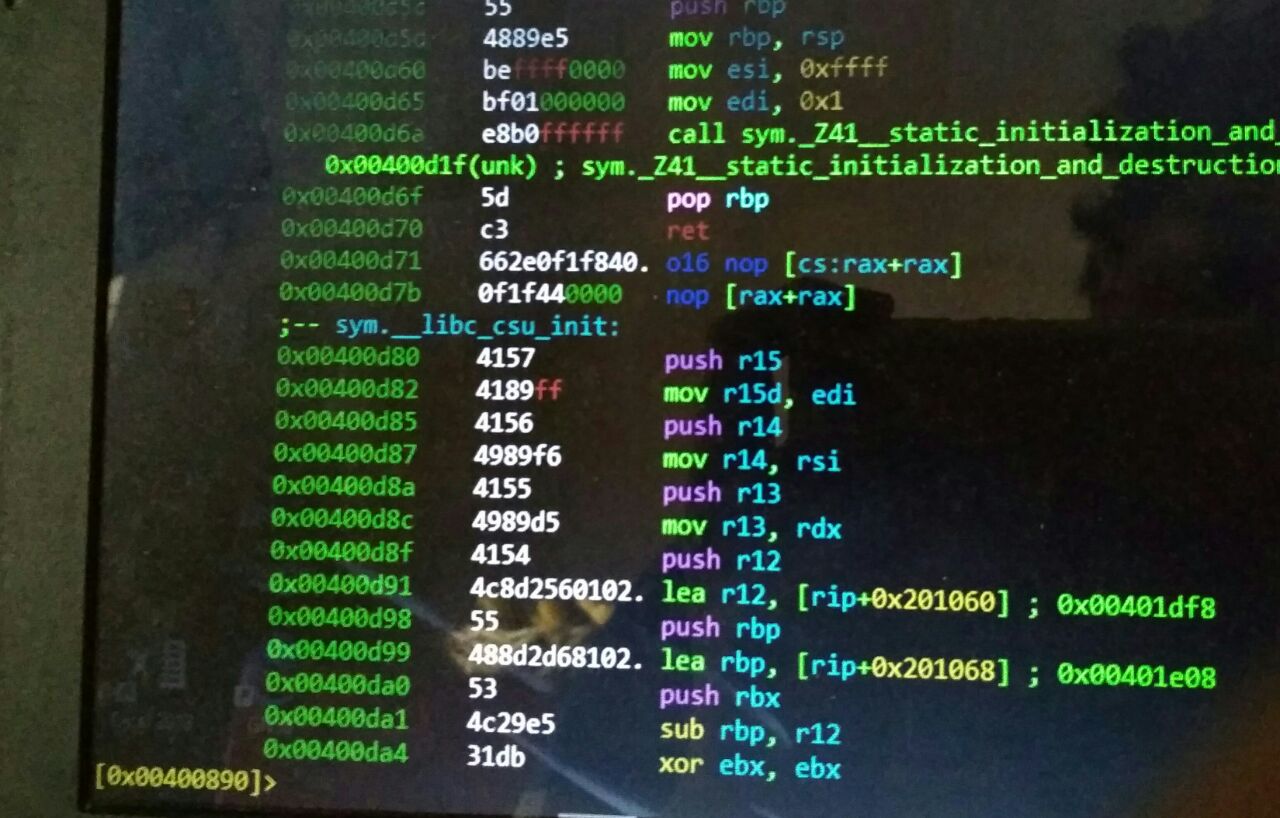 55 push rbp
0x00400d5d 4889e5 mov rbp, rsp
0x00400d60 beffff0000 mov esi, 0xffff
0x00400d65 bf01000000 mov edi, 0x1
0x00400d6a e8b0ffffff call sym._Z41__static_initialization_and_
0x00400d1f(unk) ; sym._Z41__static_initialization_and_destruction
0x00400d6f 5d pop rbp
0x00400d70 c3 ret
0x00400d71 662e0f1f840. o16 nop [cs:rax+rax]
0x00400d7b 0f1f440000 nop [rax+rax]
;-- sym.__libc_csu_init:
0x00400d80 4157 push r15
0x00400d82 4189ff mov r15d, edi
0x00400d85 4156 push r14
0x00400d87 4989f6 mov r14, rsi
0x00400d8a 4155 push r13
0x00400d8c 4989d5 mov r13, rdx
0x00400d8f 4154 push r12
0x00400d91 4c8d2560102. lea r12, [rip+0x201060] ; 0x00401df8
0x00400d98 55 push rbp
0x00400d99 488d2d68102. lea rbp, [rip+0x201068] ; 0x00401e08
0x00400da0 53 push rbx
0x00400da1 4c29e5 sub rbp, r12
0x00400da4 31db xor ebx, ebx
[0x00400890]>